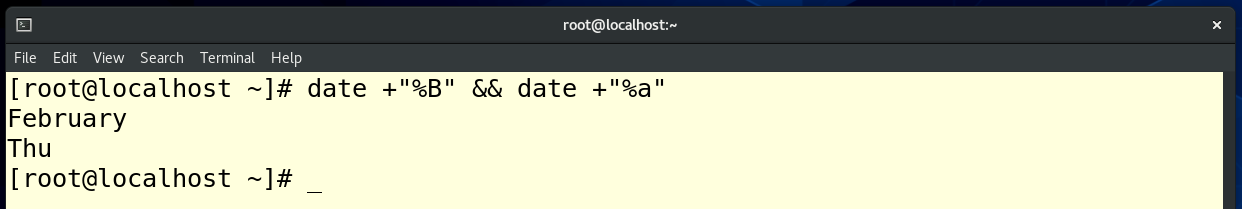 root@localhost:~ ×
File Edit View Search Terminal Help
[root@localhost ~]# date +"%B" && date +"%a"
February
Thu
[root@localhost ~]# _